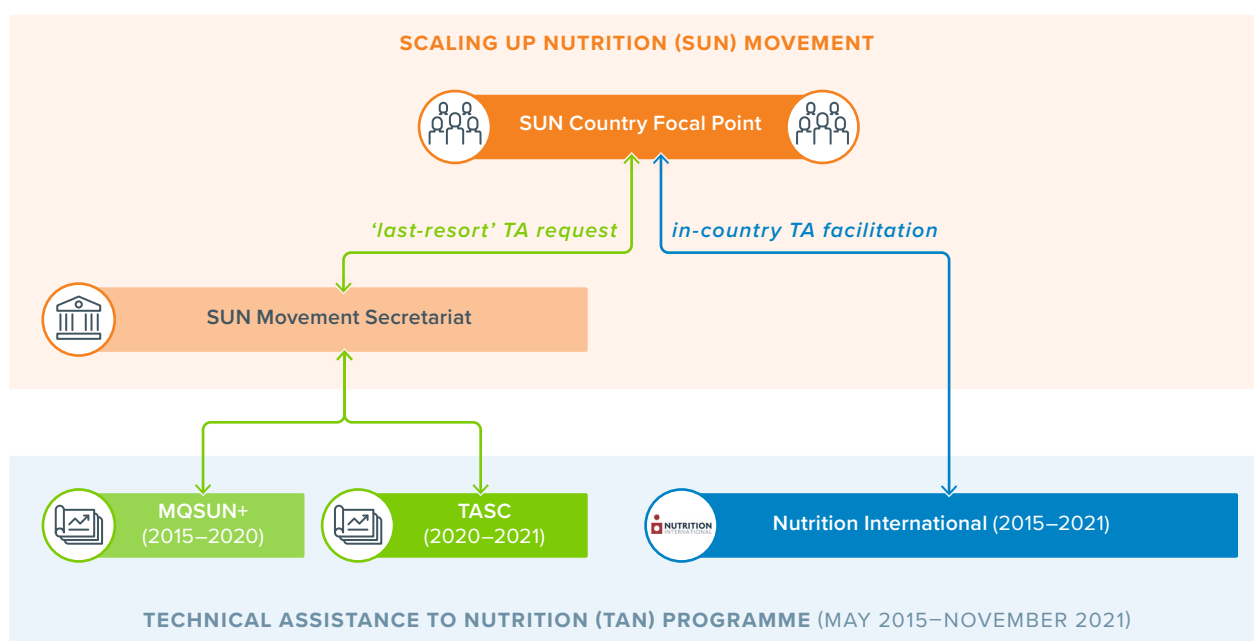 SCALING UP NUTRITION (SUN) MOVEMENT
SUN Country Focal Point
‘last-resort’ TA request
in-country TA facilitation
SUN Movement Secretariat
MQSUN+
(2015–2020)
TASC
(2020–2021)
NUTRITION
INTERNATIONAL
Nutrition International (2015–2021)
TECHNICAL ASSISTANCE TO NUTRITION (TAN) PROGRAMME (MAY 2015–NOVEMBER 2021)